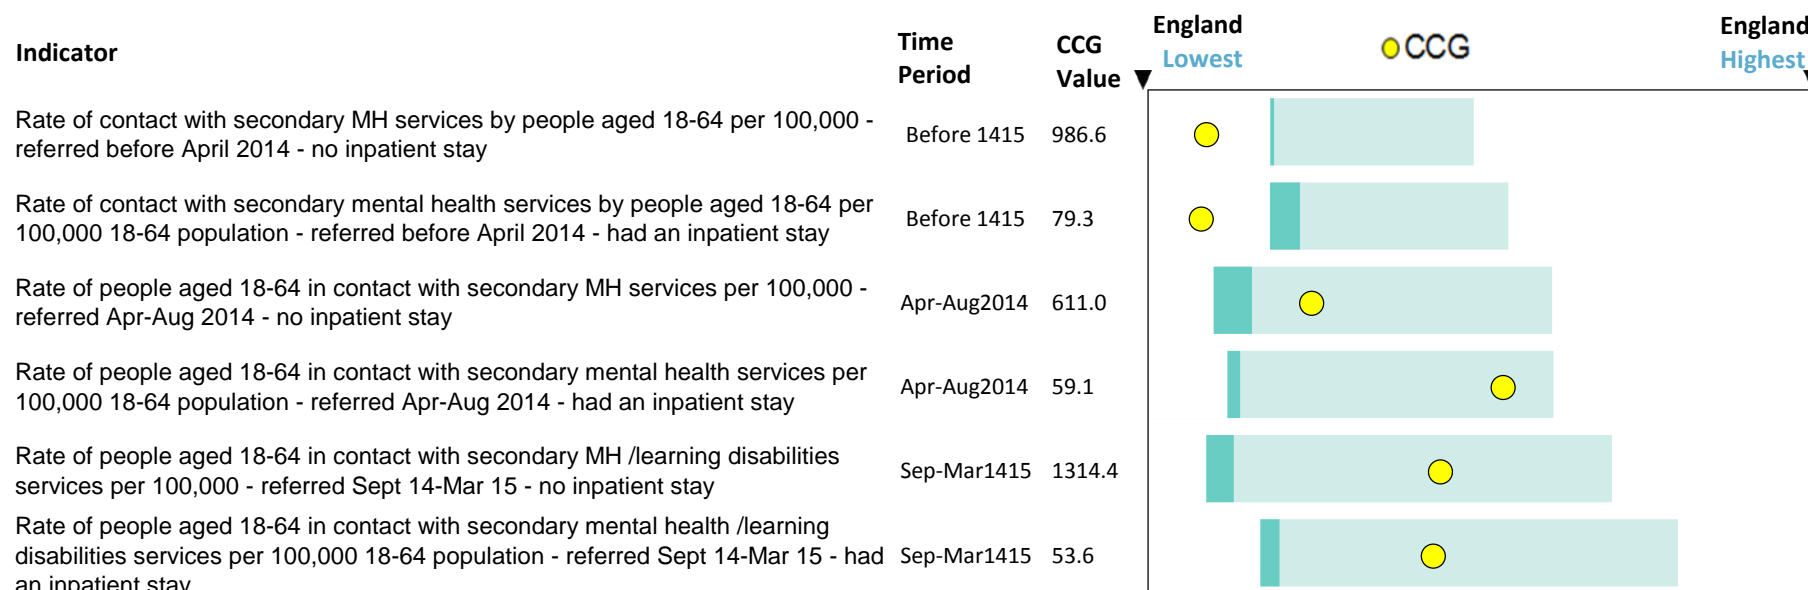 Indicator
Time Period
CCG Value
England Lowest
CCG
England Highest
Rate of contact with secondary MH services by people aged 18-64 per 100,000 -
referred before April 2014 - no inpatient stay
Before 1415 986.6
Rate of contact with secondary mental health services by people aged 18-64 per
100,000 18-64 population - referred before April 2014 - had an inpatient stay
Before 1415 79.3
Rate of people aged 18-64 in contact with secondary MH services per 100,000 -
referred Apr-Aug 2014 - no inpatient stay
Apr-Aug2014 611.0
Rate of people aged 18-64 in contact with secondary mental health services per
100,000 18-64 population - referred Apr-Aug 2014 - had an inpatient stay
Apr-Aug2014 59.1
Rate of people aged 18-64 in contact with secondary MH /learning disabilities
services per 100,000 - referred Sept 14-Mar 15 - no inpatient stay
Sep-Mar1415 1314.4
Rate of people aged 18-64 in contact with secondary mental health /learning
disabilities services per 100,000 18-64 population - referred Sept 14-Mar 15 - had
an inpatient stay
Sep-Mar1415 53.6